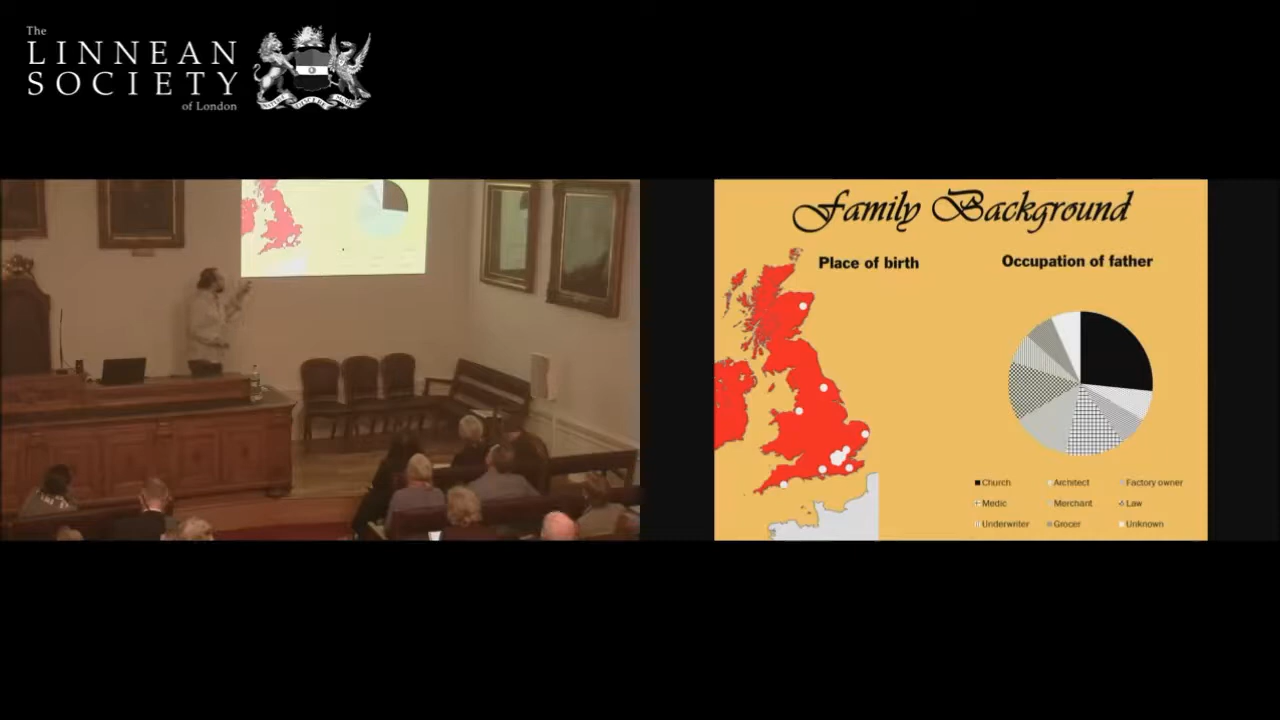 The
LINNEAN
SOCIETY
of London
Family Background
Place of birth
Occupation of father
Church
Architect
Factory owner
Medic
Merchant
Law
Underwriter
Grocer
Unknown